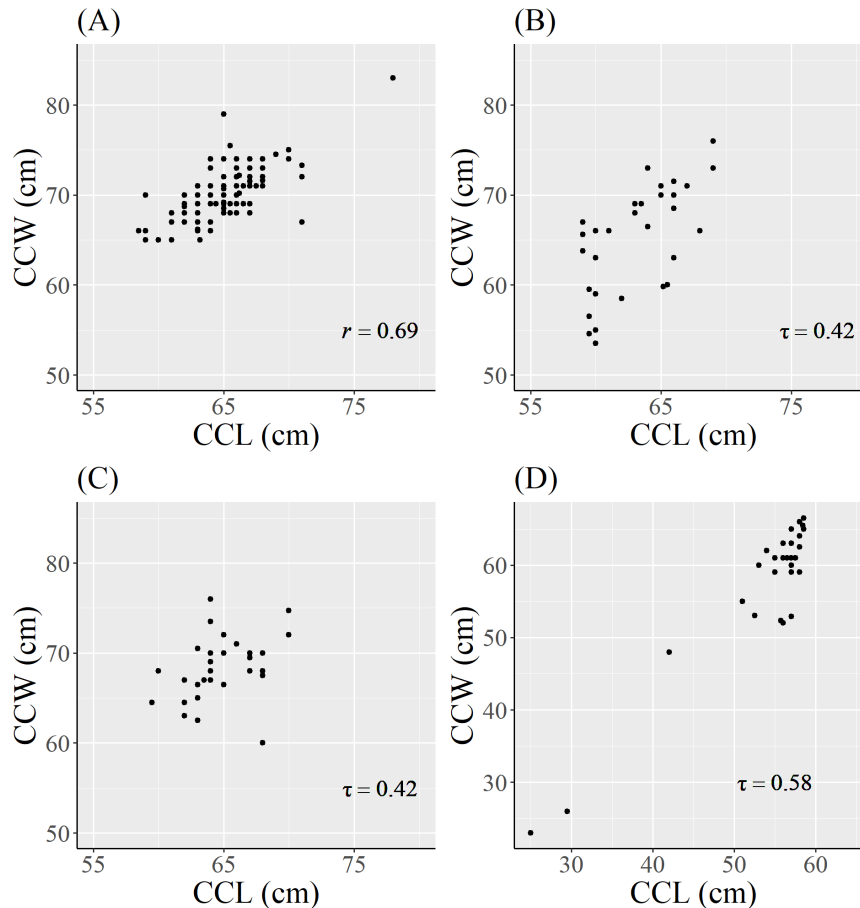 (A)
CCW (cm)
80
70
60
50
r = 0.69
55 65 75
CCL (cm)
(B)
CCW (cm)
80
70
60
50
τ = 0.42
55 65 75
CCL (cm)
(C)
CCW (cm)
80
70
60
50
τ = 0.42
55 65 75
CCL (cm)
(D)
CCW (cm)
60
50
40
30
τ = 0.58
30 40 50 60
CCL (cm)